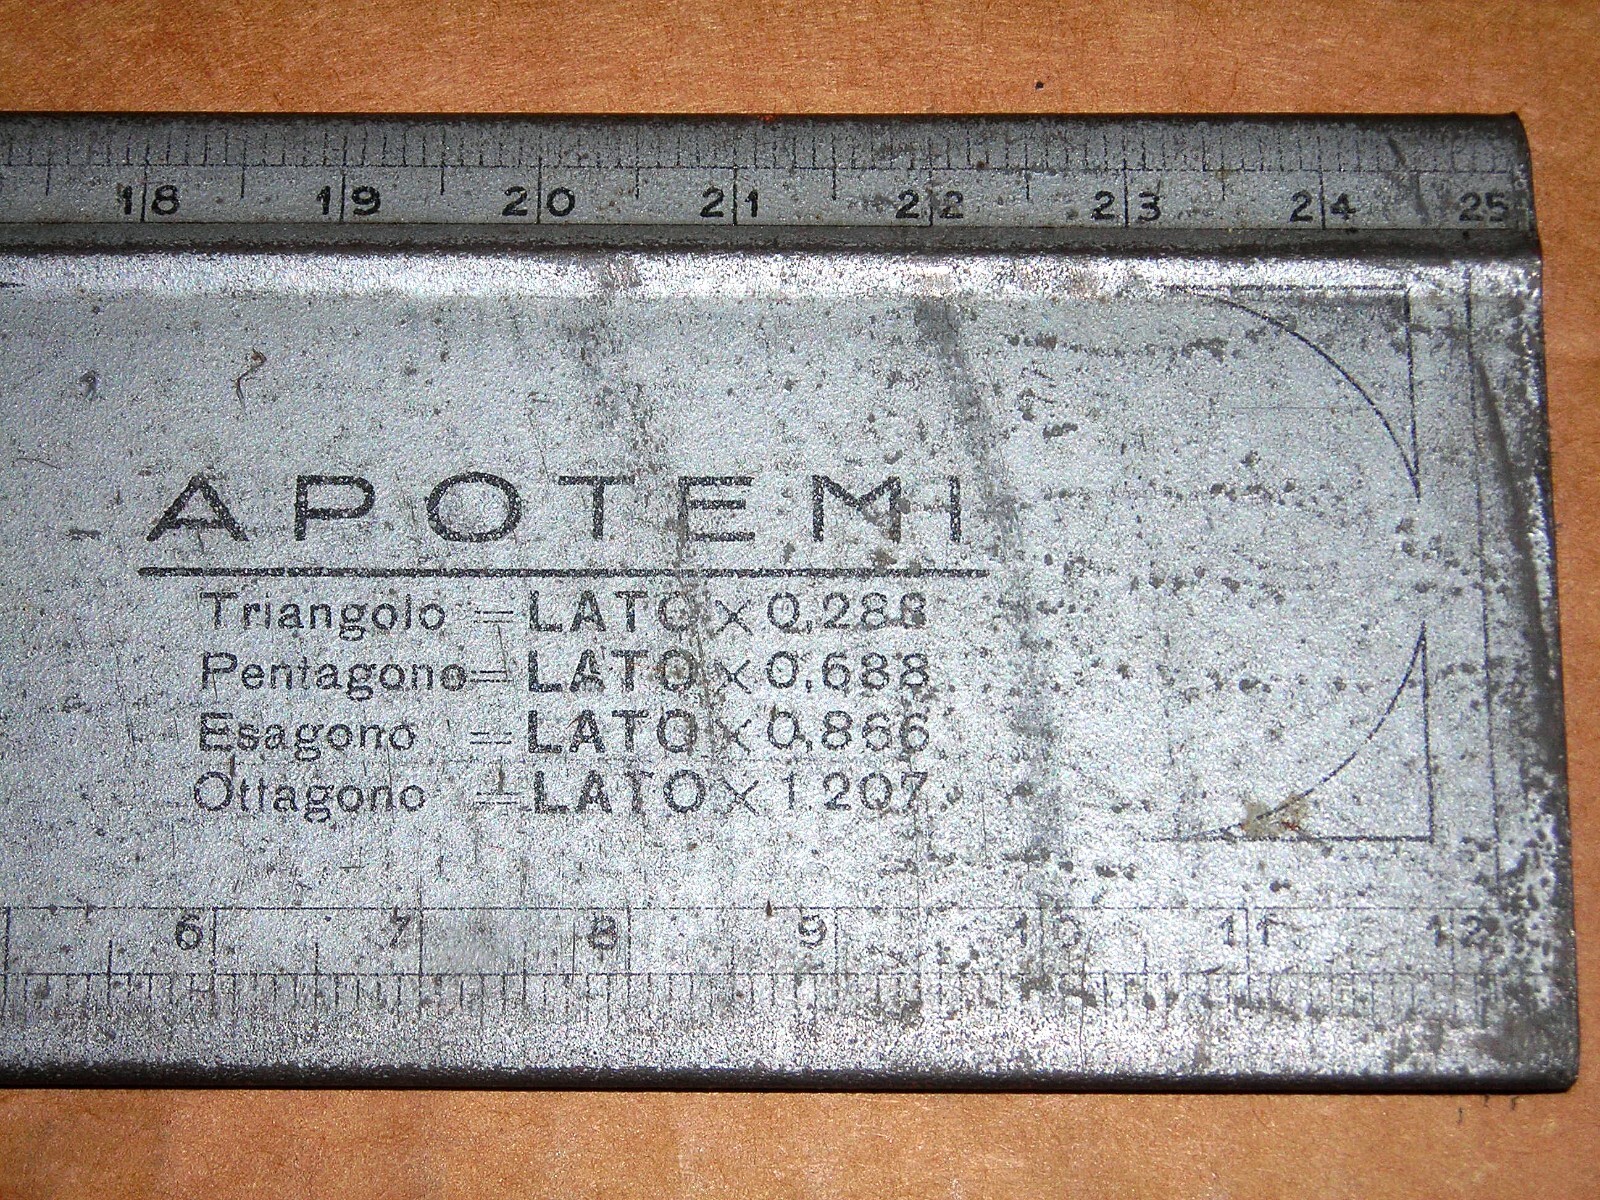 18 19 20 21 22 23 24 25
APOTEMI
Triangolo = LATO × 0,288
Pentagono = LATO × 0,688
Esagono = LATO × 0,866
Ottagono = LATO × 1 207
6 7 8 9 10 11 12